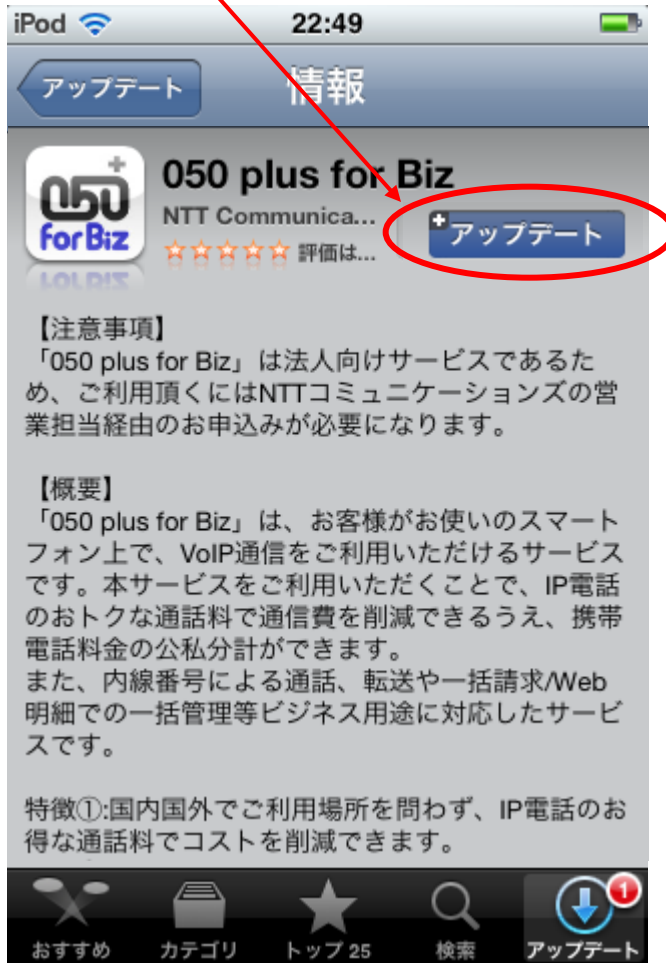 iPod 22:49
アップデート 情報
050 plus for Biz
NTT Communica...
評価は...
アップデート
050
for Biz
【注意事項】
「050 plus for Biz」は法人向けサービスであるた
め、ご利用頂くにはNTTコミュニケーションズの営
業担当経由のお申込みが必要になります。
【概要】
「050 plus for Biz」は、お客様がお使いのスマート
フォン上で、VoIP通信をご利用いただけるサービス
です。本サービスをご利用いただくことで、IP電話
のおトクな通話料で通信費を削減できるうえ、携帯
電話料金の公私分計ができます。
また、内線番号による通話、転送や一括請求/Web
明細での一括管理等ビジネス用途に対応したサービ
スです。
特徴①:国内国外でご利用場所を問わず、IP電話のお
得な通話料でコストを削減できます。
1
おすすめ カテゴリ トップ 25 検索 アップデート